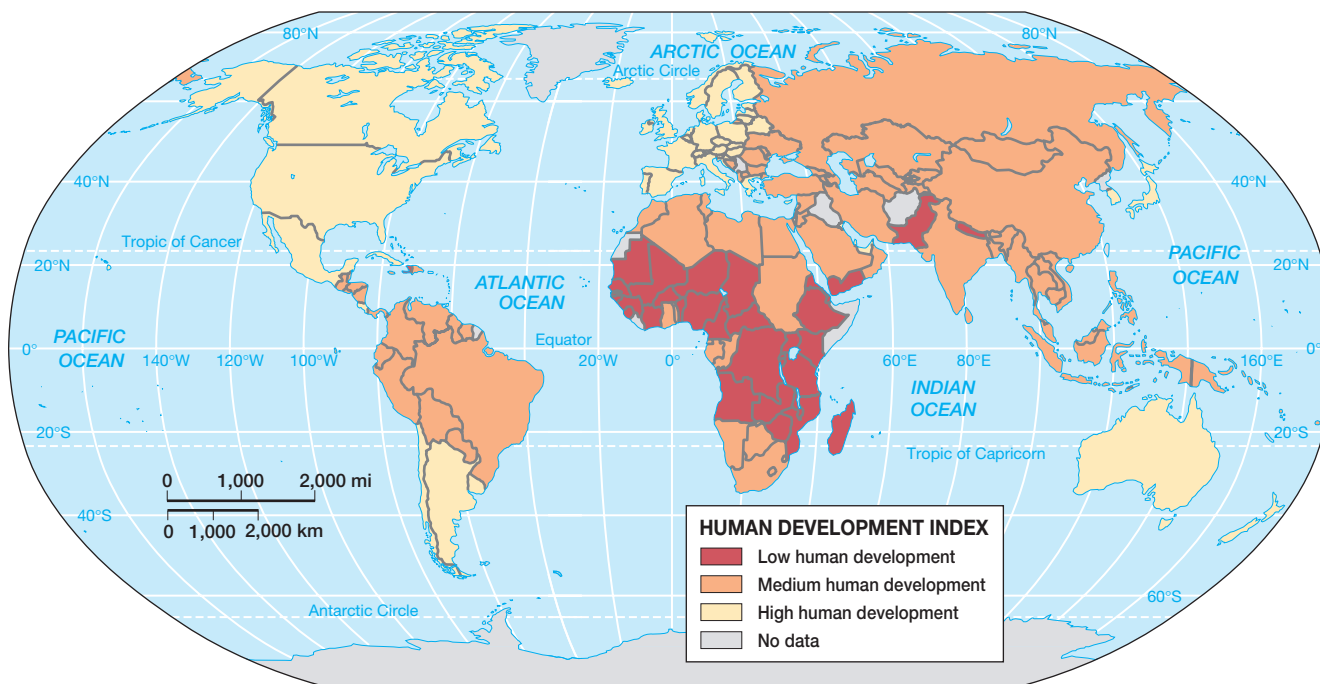 80°N
ARCTIC OCEAN
80°N
Arctic Circle
40°N
40°N
Tropic of Cancer
20°N
ATLANTIC
OCEAN
PACIFIC
OCEAN
20°N
PACIFIC
OCEAN
Equator
0°
140°W
120°W
100°W
20°W
0°
60°E
80°E
160°E
0°
INDIAN
OCEAN
20°S
20°S
Tropic of Capricorn
0 1,000 2,000 mi
0 1,000 2,000 km
40°S
HUMAN DEVELOPMENT INDEX
Low human development
Medium human development
High human development
No data
60°S
Antarctic Circle